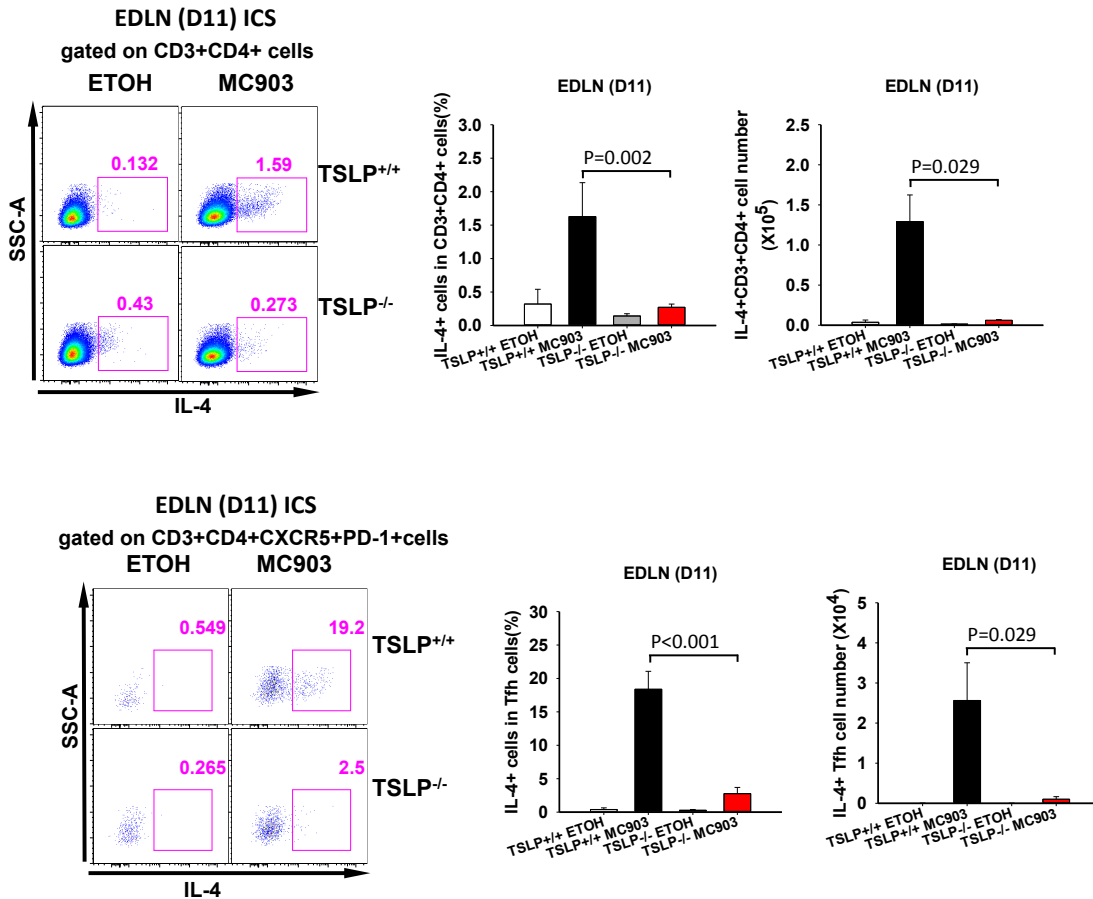 EDLN (D11) ICS
gated on CD3+CD4+ cells
ETOH MC903
0.132 1.59
TSLP+/+
0.43 0.273
TSLP-/-
SSC-A
IL-4
EDLN (D11)
IL-4+ cells in CD3+CD4+ cells(%)
3.0
2.5
2.0
1.5
1.0
0.5
0.0
P=0.002
TSLP+/+ ETOH
TSLP+/+ MC903
TSLP-/- ETOH
TSLP-/- MC903
EDLN (D11)
IL-4+CD3+CD4+ cell number
(X10^5)
2.5
2.0
1.5
1.0
0.5
0.0
P=0.029
TSLP+/+ ETOH
TSLP+/+ MC903
TSLP-/- ETOH
TSLP-/- MC903
EDLN (D11) ICS
gated on CD3+CD4+CXCR5+PD-1+cells
ETOH MC903
0.549 19.2
TSLP+/+
0.265 2.5
TSLP-/-
SSC-A
IL-4
EDLN (D11)
IL-4+ cells in Tfh cells(%)
30
25
20
15
10
5
0
P<0.001
TSLP+/+ ETOH
TSLP+/+ MC903
TSLP-/- ETOH
TSLP-/- MC903
EDLN (D11)
IL-4+ Tfh cell number (X10^4)
5
4
3
2
1
0
P=0.029
TSLP+/+ ETOH
TSLP+/+ MC903
TSLP-/- ETOH
TSLP-/- MC903